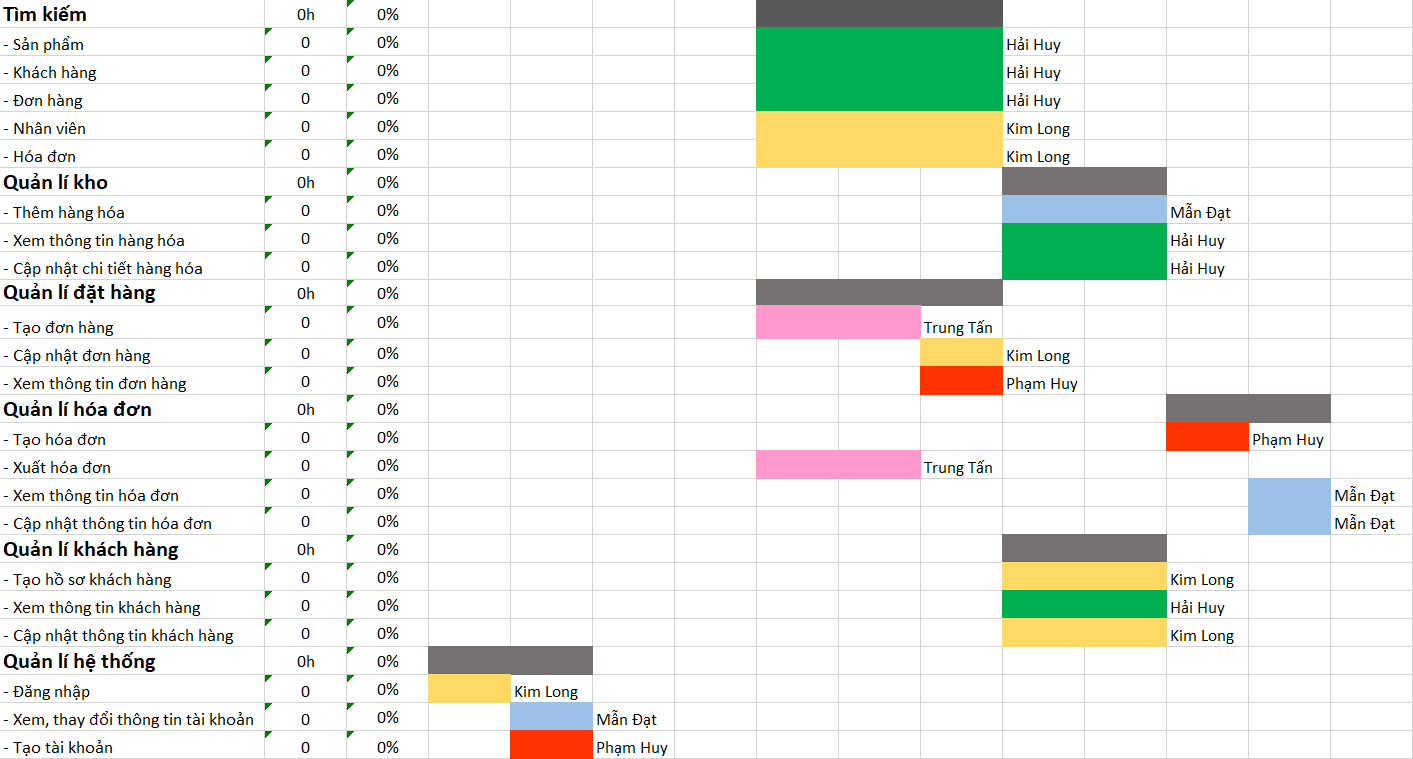 Tìm kiếm 0h 0%
- Sản phẩm 0 0% Hải Huy
- Khách hàng 0 0% Hải Huy
- Đơn hàng 0 0% Hải Huy
- Nhân viên 0 0% Kim Long
- Hóa đơn 0 0% Kim Long
Quản lí kho 0h 0%
- Thêm hàng hóa 0 0% Mẫn Đạt
- Xem thông tin hàng hóa 0 0% Hải Huy
- Cập nhật chi tiết hàng hóa 0 0% Hải Huy
Quản lí đặt hàng 0h 0%
- Tạo đơn hàng 0 0% Trung Tấn
- Cập nhật đơn hàng 0 0% Kim Long
- Xem thông tin đơn hàng 0 0% Phạm Huy
Quản lí hóa đơn 0h 0%
- Tạo hóa đơn 0 0% Phạm Huy
- Xuất hóa đơn 0 0% Trung Tấn
- Xem thông tin hóa đơn 0 0% Mẫn Đạt
- Cập nhật thông tin hóa đơn 0 0% Mẫn Đạt
Quản lí khách hàng 0h 0%
- Tạo hồ sơ khách hàng 0 0% Kim Long
- Xem thông tin khách hàng 0 0% Hải Huy
- Cập nhật thông tin khách hàng 0 0% Kim Long
Quản lí hệ thống 0h 0%
- Đăng nhập 0 0% Kim Long
- Xem, thay đổi thông tin tài khoản 0 0% Mẫn Đạt
- Tạo tài khoản 0 0% Phạm Huy